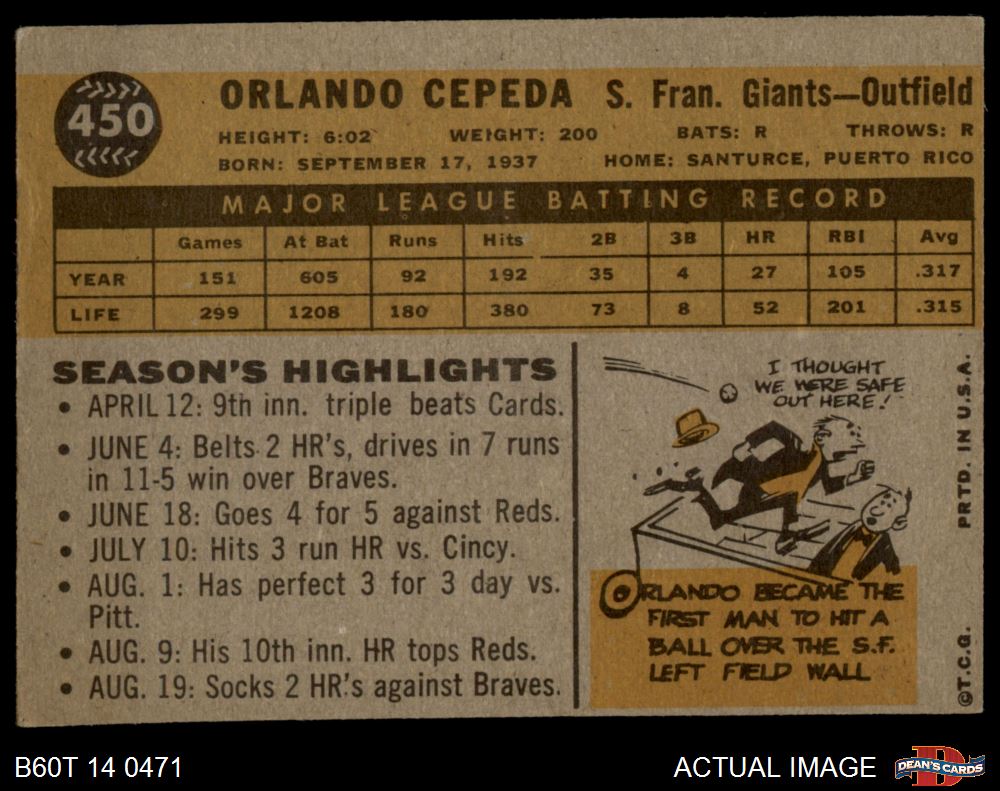 450
ORLANDO CEPEDA S. Fran. Giants—Outfield
HEIGHT: 6:02 WEIGHT: 200 BATS: R THROWS: R
BORN: SEPTEMBER 17, 1937 HOME: SANTURCE, PUERTO RICO
MAJOR LEAGUE BATTING RECORD
Games At Bat Runs Hits 2B 3B HR RBI Avg
YEAR 151 605 92 192 35 4 27 105 .317
LIFE 299 1208 180 380 73 8 52 201 .315
SEASON'S HIGHLIGHTS
• APRIL 12: 9th inn. triple beats Cards.
• JUNE 4: Belts 2 HR's, drives in 7 runs
in 11-5 win over Braves.
• JUNE 18: Goes 4 for 5 against Reds.
• JULY 10: Hits 3 run HR vs. Cincy.
• AUG. 1: Has perfect 3 for 3 day vs.
Pitt.
• AUG. 9: His 10th inn. HR tops Reds.
• AUG. 19: Socks 2 HR's against Braves.
I THOUGHT
WE WERE SAFE
OUT HERE!
ORLANDO BECAME THE
FIRST MAN TO HIT A
BALL OVER THE S.F.
LEFT FIELD WALL
©T.C.G. PRTD. IN U.S.A.
B60T 14 0471 ACTUAL IMAGE
DEAN'S CARDS